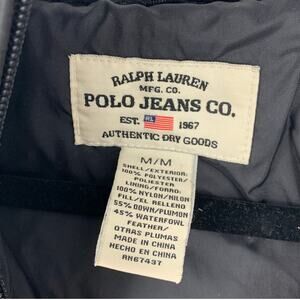 RALPH LAUREN
MFG. CO.
POLO JEANS CO.
EST. RL 1967
AUTHENTIC DRY GOODS
M/M
SHELL/EXTERIOR:
100% POLYESTER/
POLIESTER
LINING/FORRO:
100% NYLON/NILON
FILL/EL RELLENO
55% DOWN/PLUMON
45% WATERFOWL
FEATHER/
OTRAS PLUMAS
MADE IN CHINA
HECHO EN CHINA
RN67437